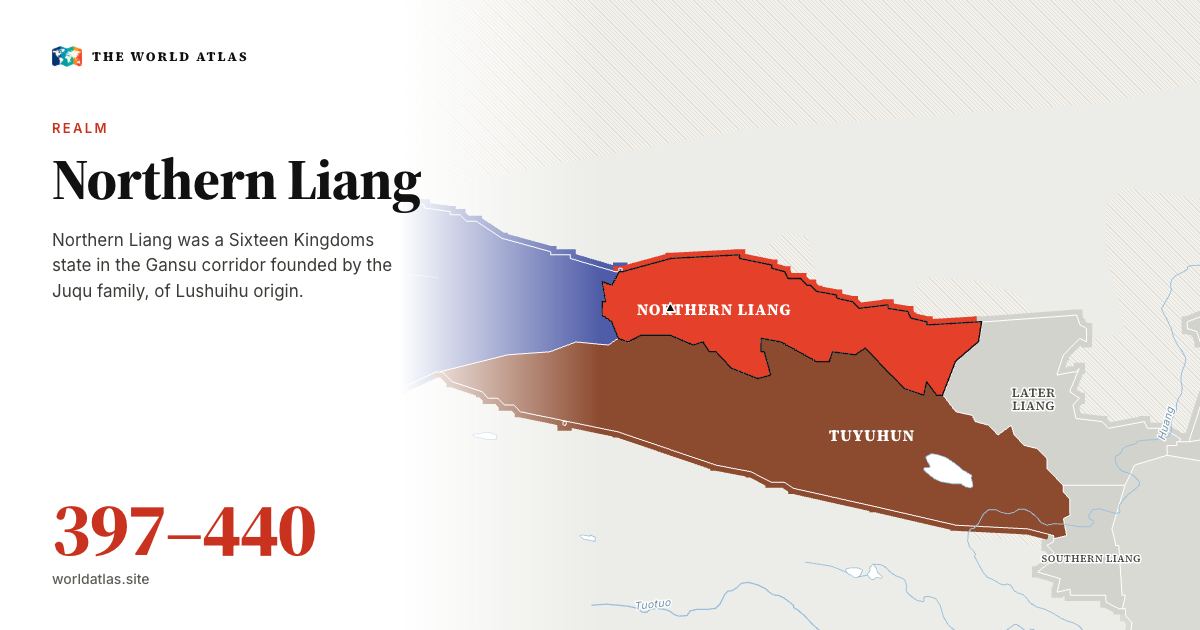 THE WORLD ATLAS
REALM
Northern Liang
Northern Liang was a Sixteen Kingdoms
state in the Gansu corridor founded by the
Juqu family, of Lushuihu origin.
397–440
worldatlas.site
NORTHERN LIANG
LATER
LIANG
TUYUHUN
Huang
SOUTHERN LIANG
Tuotuo